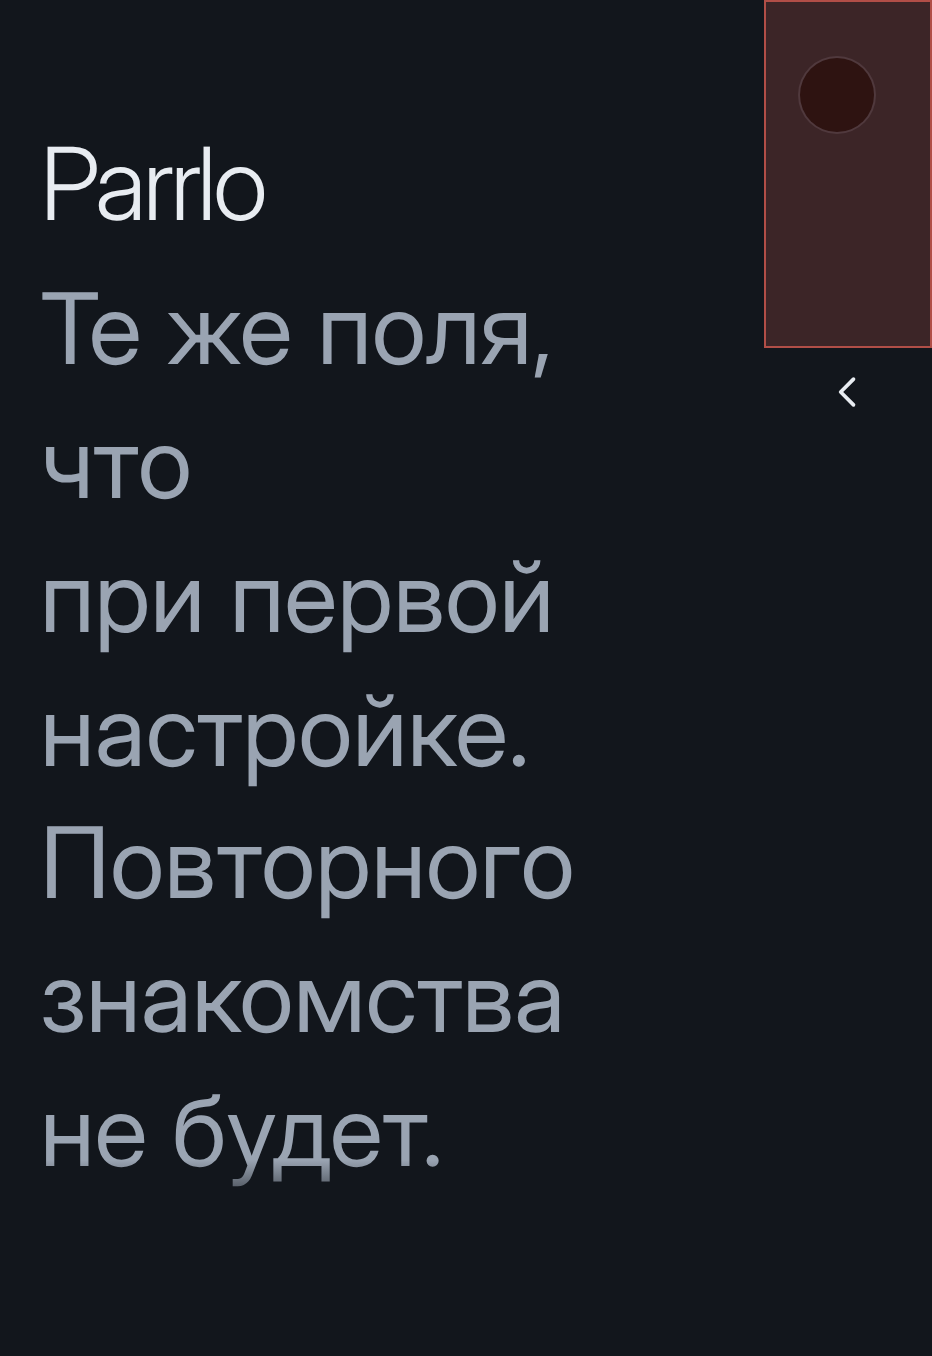 Parrlo
Те же поля,
что
при первой
настройке.
Повторного
знакомства
не будет.